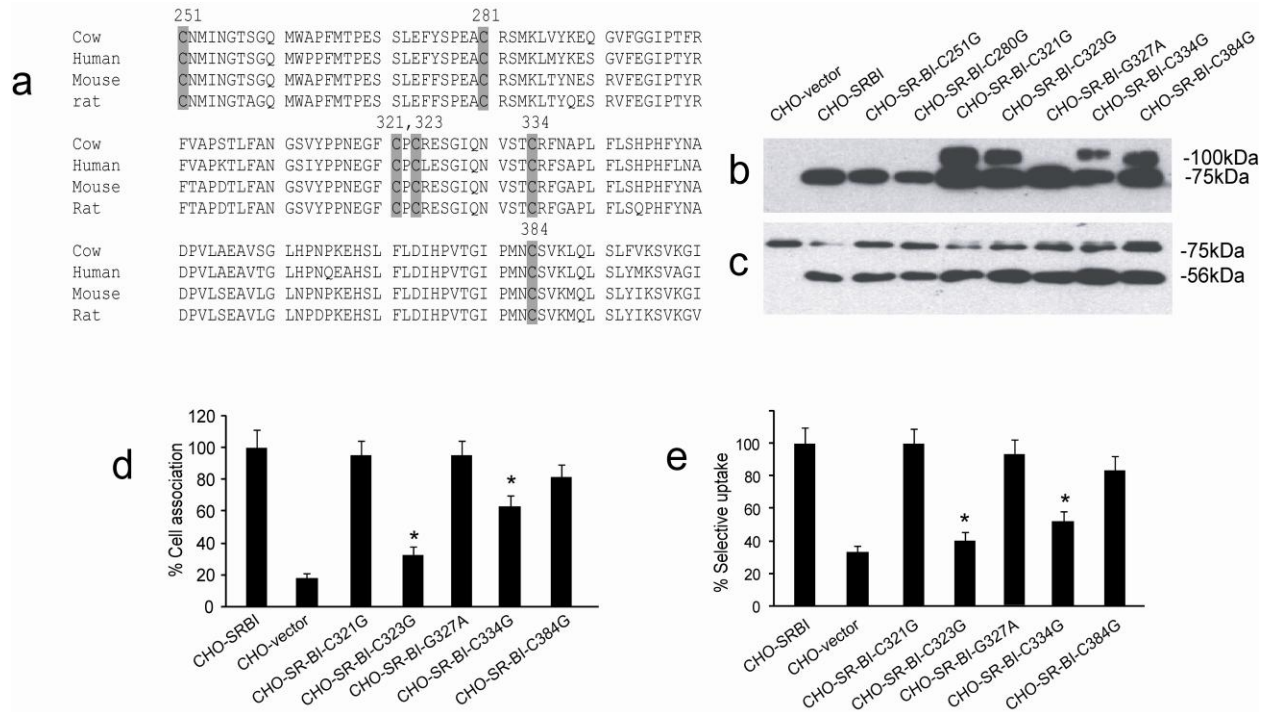 a
251 281
Cow CNMINGTSGQ MWAPFMTPES SLEFYSPEAC RSMKLVYKEQ GVFGGIPTFR
Human CNMINGTSGQ MWPPFMTPES SLEFYSPEAC RSMKLMYKES GVFEGIPTYR
Mouse CNMINGTSGQ MWAPFMTPES SLEFFSPEAC RSMKLTYNES RVFEGIPTYR
rat CNMINGTAGQ MWAPFMTPES SLEFFSPEAC RSMKLTYQES RVFEGIPTYR
321,323 334
Cow FVAPSTLFAN GSVYPPNEGF CPCRESGIQN VSTCRFNAPL FLSHPHFYNA
Human FVAPKTLFAN GSIYPPNEGF CPCLESGIQN VSTCRFSAPL FLSHPHFLNA
Mouse FTAPDTLFAN GSVYPPNEGF CPCRESGIQN VSTCRFGAPL FLSHPHFYNA
Rat FTAPDTLFAN GSVYPPNEGF CPCRESGIQN VSTCRFGAPL FLSQPHFYNA
384
Cow DPVLAEAVSG LHPNPKEHSL FLDIHPVTGI PMNCSVKLQL SLFVKSVKGI
Human DPVLAEAVTG LHPNQEAHSL FLDIHPVTGI PMNCSVKLQL SLYMKSVAGI
Mouse DPVLSEAVLG LNPNPKEHSL FLDIHPVTGI PMNCSVKMQL SLYIKSVKGI
Rat DPVLSEAVLG LNPDPKEHSL FLDIHPVTGI PMNCSVKMQL SLYIKSVKGV
CHO-vector
CHO-SRBI
CHO-SR-BI-C251G
CHO-SR-BI-C280G
CHO-SR-BI-C321G
CHO-SR-BI-C323G
CHO-SR-BI-G327A
CHO-SR-BI-C334G
CHO-SR-BI-C384G
b
-100kDa
-75kDa
c
-75kDa
-56kDa
d
% Cell association
120
100
80
60
40
20
0
* *
CHO-SRBI
CHO-vector
CHO-SR-BI-C321G
CHO-SR-BI-C323G
CHO-SR-BI-G327A
CHO-SR-BI-C334G
CHO-SR-BI-C384G
e
% Selective uptake
100
80
60
40
20
0
* *
CHO-SRBI
CHO-vector
CHO-SR-BI-C321G
CHO-SR-BI-C323G
CHO-SR-BI-G327A
CHO-SR-BI-C334G
CHO-SR-BI-C384G